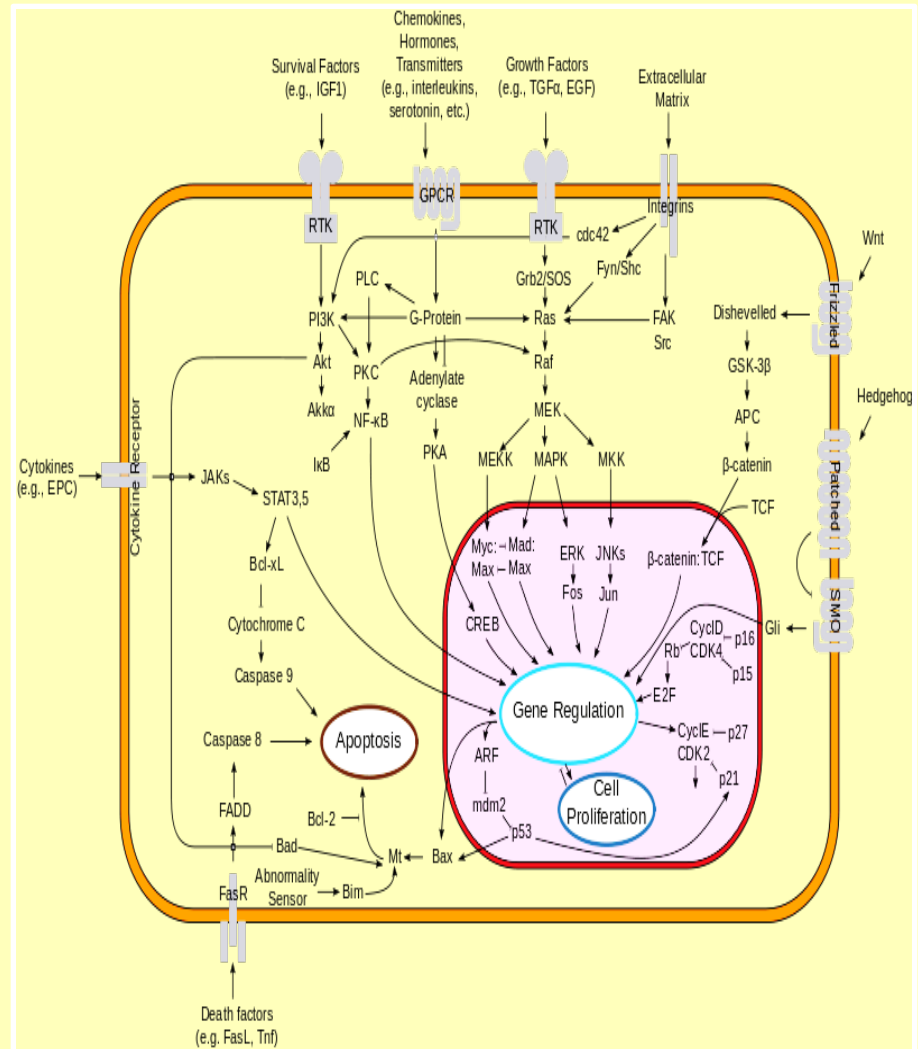 Chemokines,
Hormones,
Transmitters
(e.g., interleukins,
serotonin, etc.)
Survival Factors
(e.g., IGF1)
Growth Factors
(e.g., TGFα, EGF)
Extracellular
Matrix
GPCR
RTK
RTK
Integrins
cdc42
Wnt
Frizzled
Fyn/Shc
PLC
Grb2/SOS
PI3K
G-Protein
Ras
FAK
Src
Dishevelled
Akt
PKC
Adenylate
cyclase
Raf
GSK-3β
Akkα
NF-κB
MEK
APC
Hedgehog
IκB
PKA
MEKK
MAPK
MKK
β-catenin
Patched
Cytokines
(e.g., EPC)
Cytokine Receptor
JAKs
STAT3,5
TCF
Myc:
Max
Mad:
Max
ERK
JNKs
β-catenin:TCF
Bcl-xL
Fos
Jun
SMO
Cytochrome C
CREB
Gli
CyclD
CDK4
p16
Rb
p15
Caspase 9
E2F
Gene Regulation
Caspase 8
Apoptosis
ARF
CyclE
CDK2
p27
p21
FADD
Cell
Proliferation
mdm2
Bcl-2
p53
Bad
Mt
Bax
FasR
Abnormality
Sensor
Bim
Death factors
(e.g. FasL, Tnf)